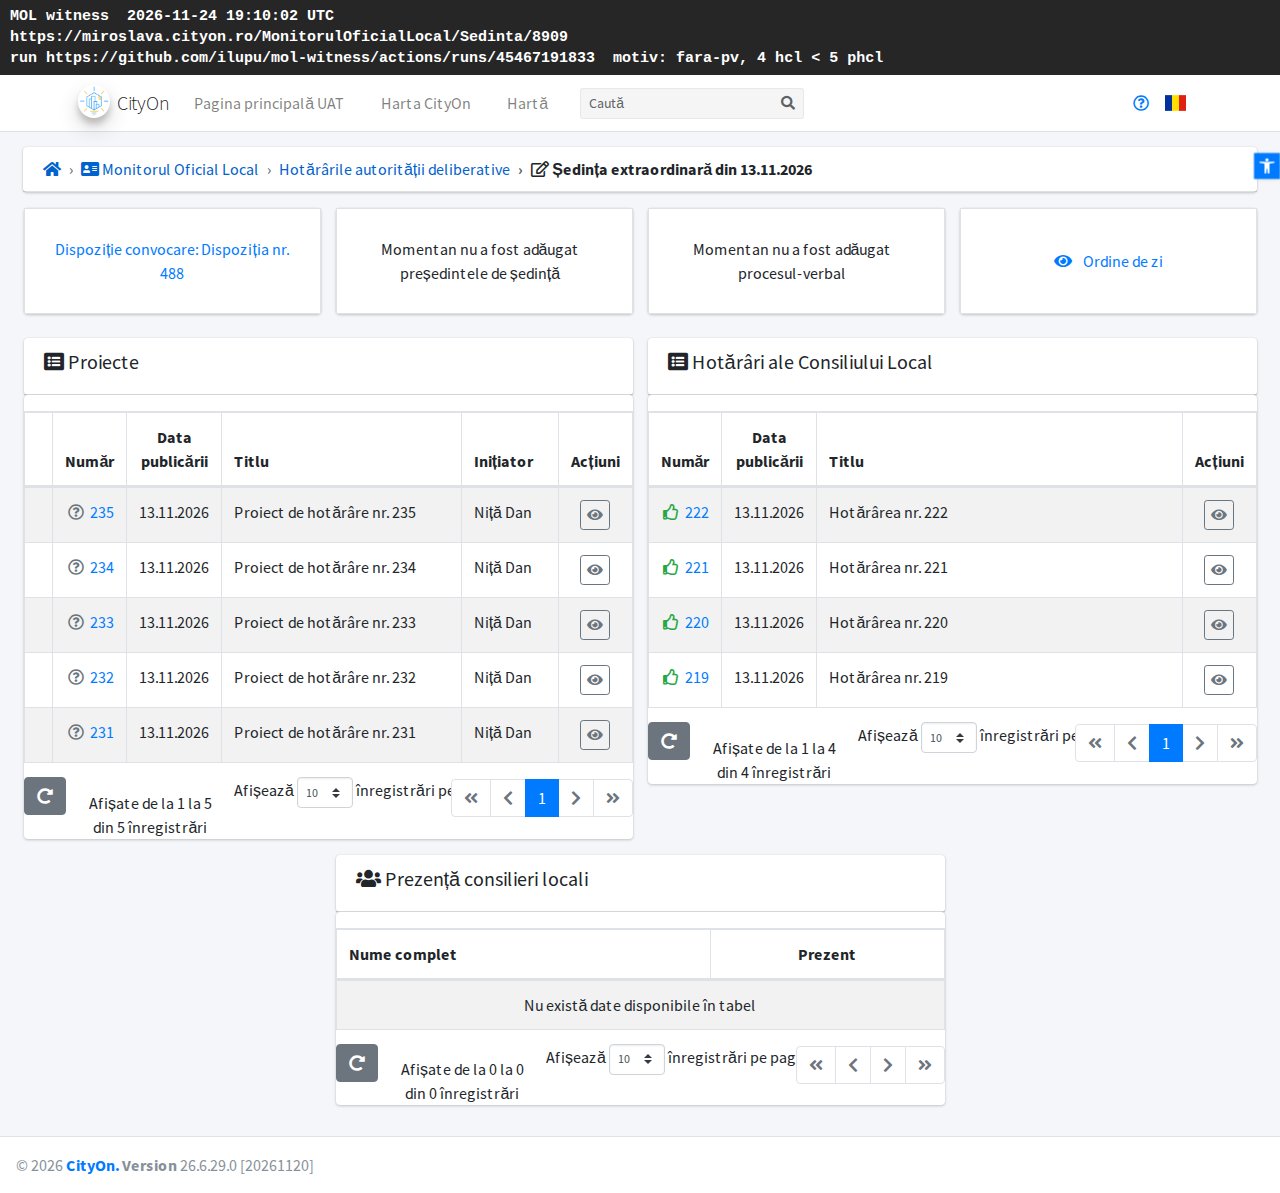 MOL witness  2026-11-24 19:10:02 UTC
https://miroslava.cityon.ro/MonitorulOficialLocal/Sedinta/8909
run https://github.com/ilupu/mol-witness/actions/runs/45467191833  motiv: fara-pv, 4 hcl < 5 phcl
CityOn Pagina principală UAT Harta CityOn Hartă Caută
› Monitorul Oficial Local › Hotărârile autorității deliberative › Ședința extraordinară din 13.11.2026
Dispoziție convocare: Dispoziția nr.
488
Momentan nu a fost adăugat
președintele de ședință
Momentan nu a fost adăugat
procesul-verbal
Ordine de zi
Proiecte
Număr Data publicării Titlu Inițiator Acțiuni
235 13.11.2026 Proiect de hotărâre nr. 235 Niță Dan
234 13.11.2026 Proiect de hotărâre nr. 234 Niță Dan
233 13.11.2026 Proiect de hotărâre nr. 233 Niță Dan
232 13.11.2026 Proiect de hotărâre nr. 232 Niță Dan
231 13.11.2026 Proiect de hotărâre nr. 231 Niță Dan
Afișate de la 1 la 5
din 5 înregistrări
Afișează 10 înregistrări pe
« ‹ 1 › »
Hotărâri ale Consiliului Local
Număr Data publicării Titlu Acțiuni
222 13.11.2026 Hotărârea nr. 222
221 13.11.2026 Hotărârea nr. 221
220 13.11.2026 Hotărârea nr. 220
219 13.11.2026 Hotărârea nr. 219
Afișate de la 1 la 4
din 4 înregistrări
Afișează 10 înregistrări pe
« ‹ 1 › »
Prezență consilieri locali
Nume complet Prezent
Nu există date disponibile în tabel
Afișate de la 0 la 0
din 0 înregistrări
Afișează 10 înregistrări pe pag
« ‹ › »
© 2026 CityOn. Version 26.6.29.0 [20261120]